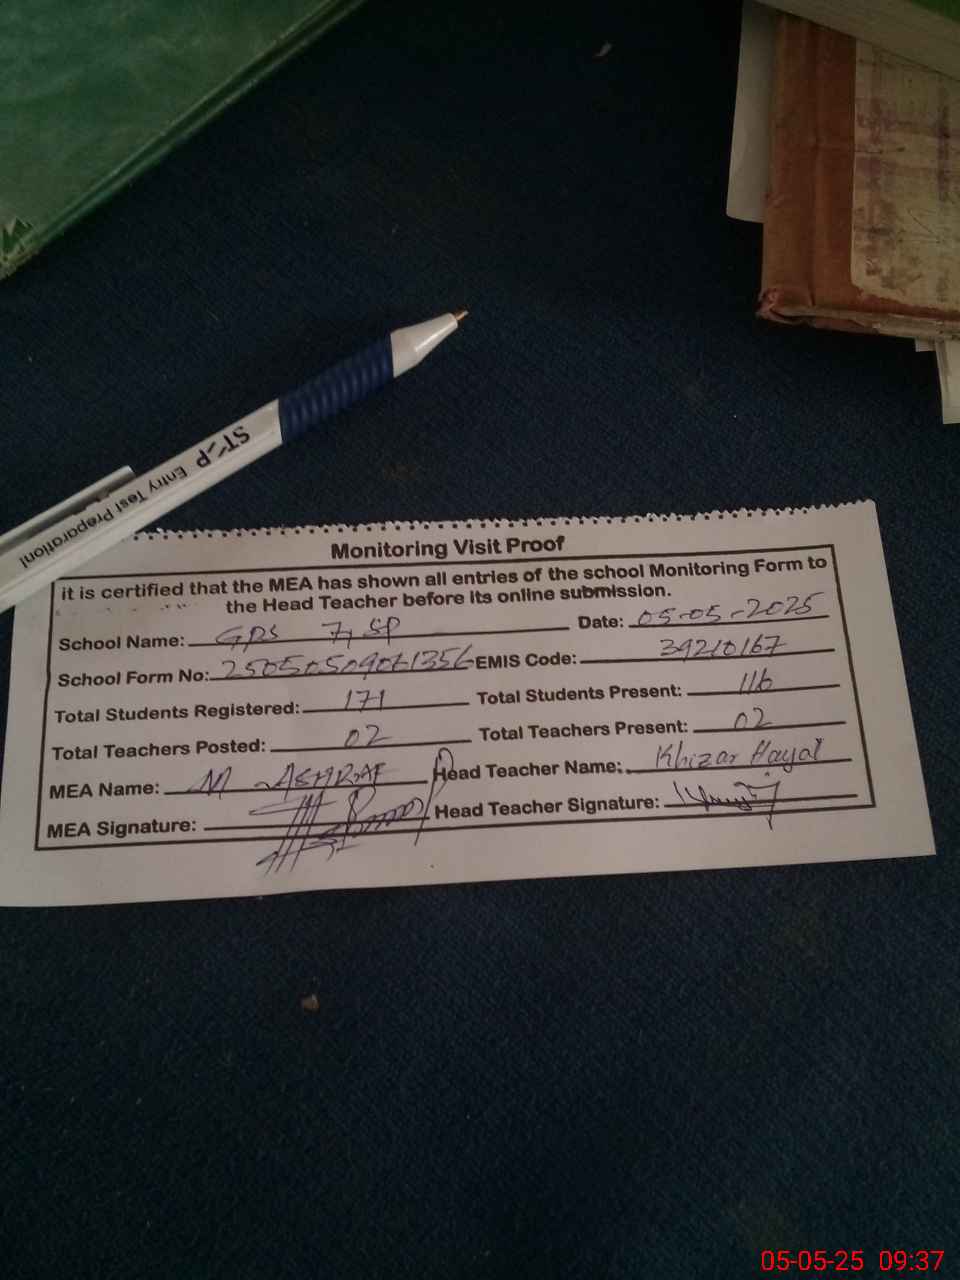 STEP Entry Test Preparation!
Monitoring Visit Proof
it is certified that the MEA has shown all entries of the school Monitoring Form to
the Head Teacher before its online submission.
School Name: GPS 7, SP Date: 05-05-2025
School Form No: EMIS Code: 39210167
Total Students Registered: 171 Total Students Present: 116
Total Teachers Posted: 02 Total Teachers Present: 02
MEA Name: M-ASHRAF Head Teacher Name: Khizar Hayat
MEA Signature: Head Teacher Signature:
05-05-25 09:37